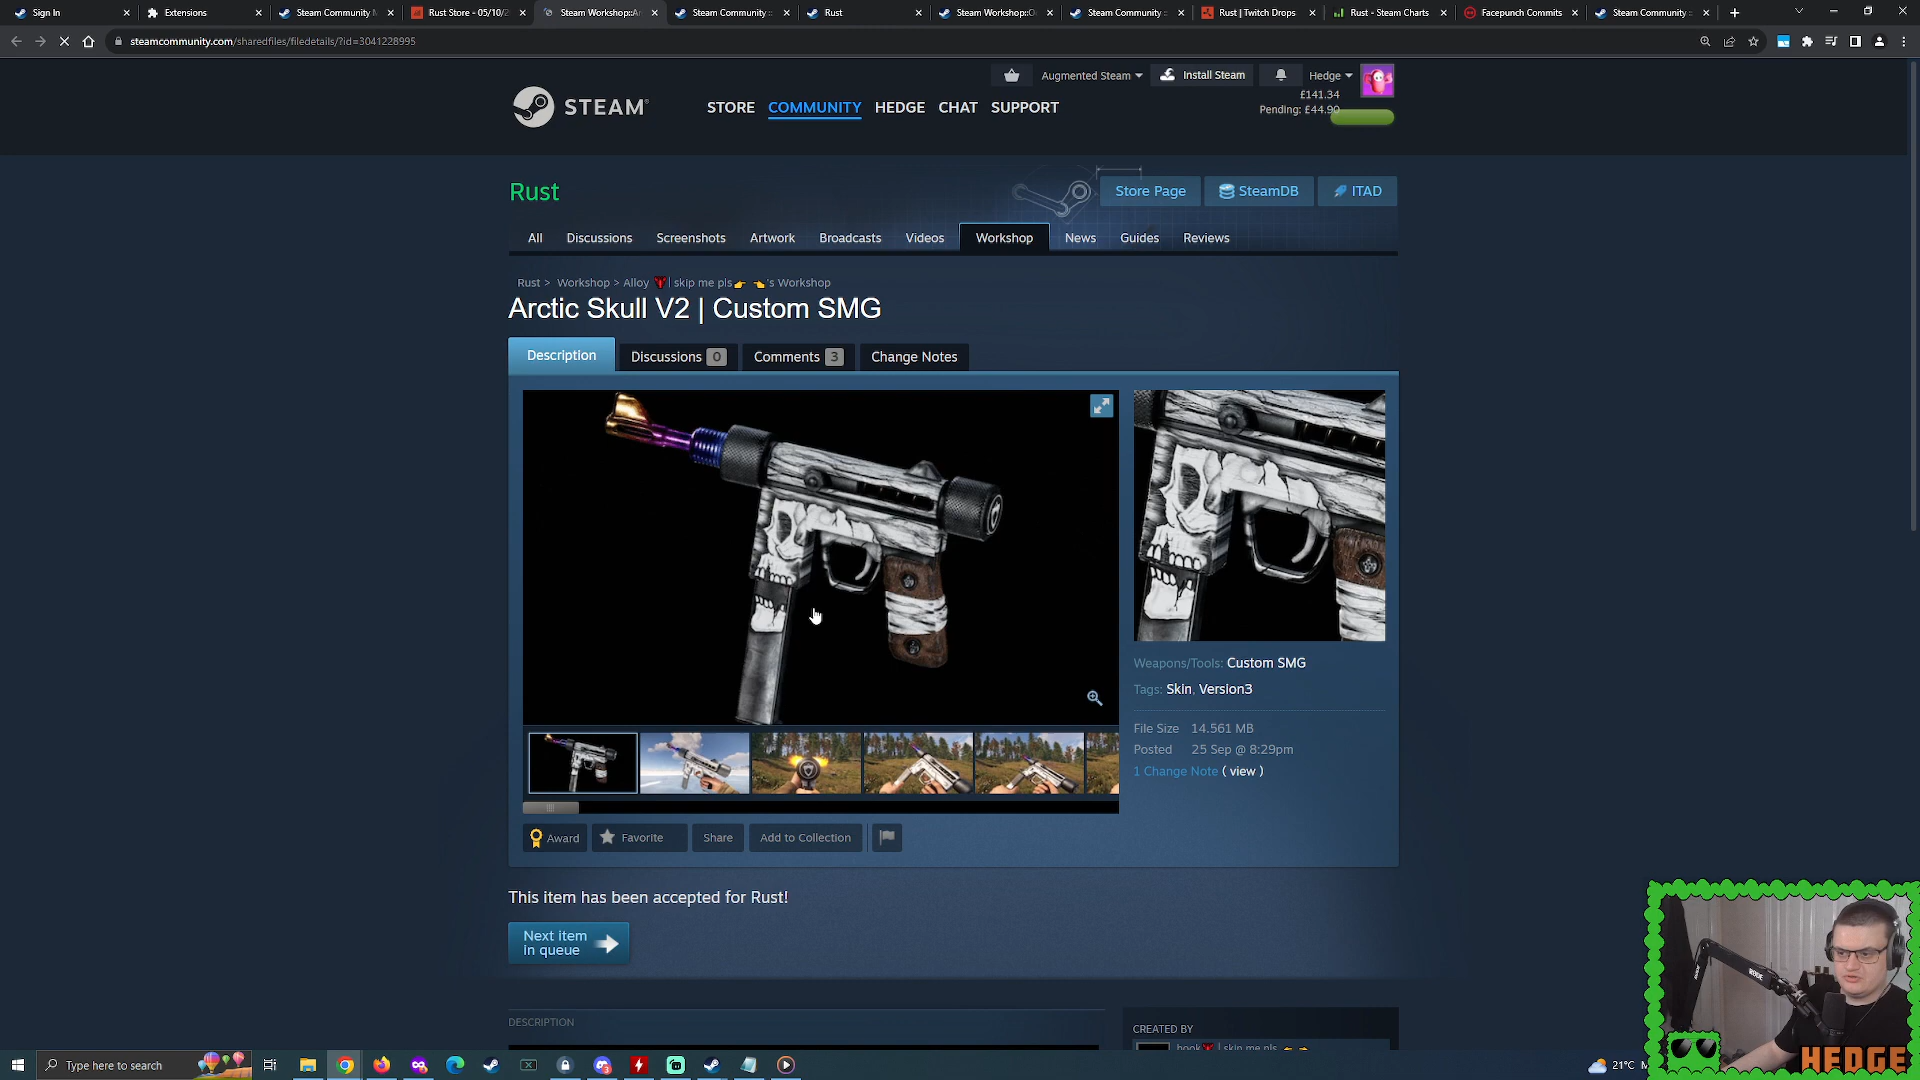 Sign In
Extensions
Steam Community M
Rust Store - 05/10/2
Steam Workshop::Ar
Steam Community ::
Rust
Steam Workshop::O
Steam Community ::
Rust | Twitch Drops
Rust - Steam Charts
Facepunch Commits
Steam Community ::
steamcommunity.com/sharedfiles/filedetails/?id=3041228995
Augmented Steam
Install Steam
Hedge
£141.34
Pending: £44.90
STEAM
STORE
COMMUNITY
HEDGE
CHAT
SUPPORT
Rust
Store Page
SteamDB
ITAD
All
Discussions
Screenshots
Artwork
Broadcasts
Videos
Workshop
News
Guides
Reviews
Rust > Workshop > Alloy | skip me pls 's Workshop
Arctic Skull V2 | Custom SMG
Description
Discussions 0
Comments 3
Change Notes
Weapons/Tools: Custom SMG
Tags: Skin, Version3
File Size 14.561 MB
Posted 25 Sep @ 8:29pm
1 Change Note ( view )
Award
Favorite
Share
Add to Collection
This item has been accepted for Rust!
Next item
in queue
DESCRIPTION
CREATED BY
HEDGE
Type here to search
21°C